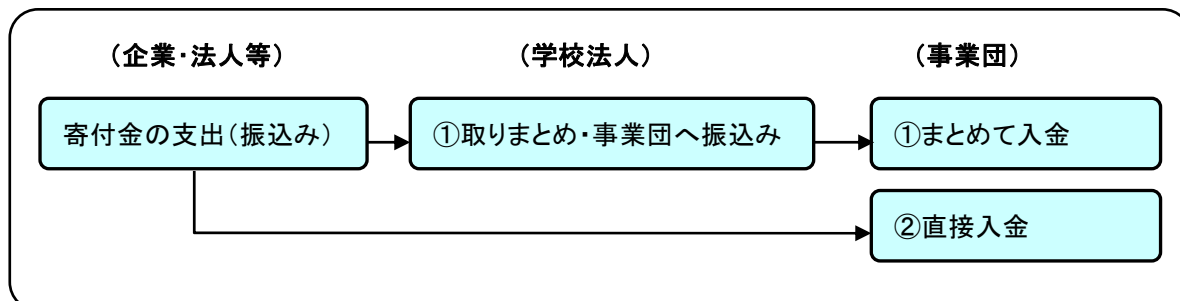 （企業・法人等）
（学校法人）
（事業団）
寄付金の支出（振込み）
①取りまとめ・事業団へ振込み
①まとめて入金
②直接入金